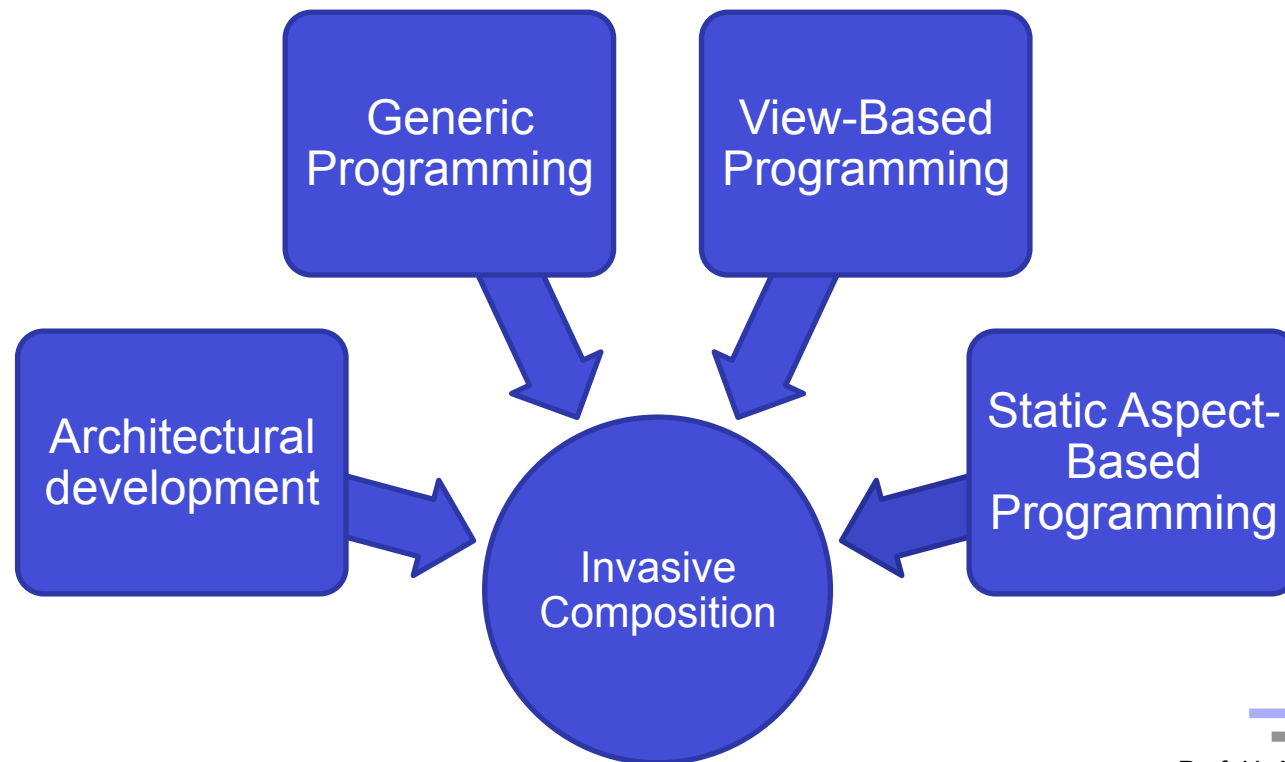 Generic
Programming
View-Based
Programming
Architectural
development
Static Aspect-
Based
Programming
Invasive
Composition